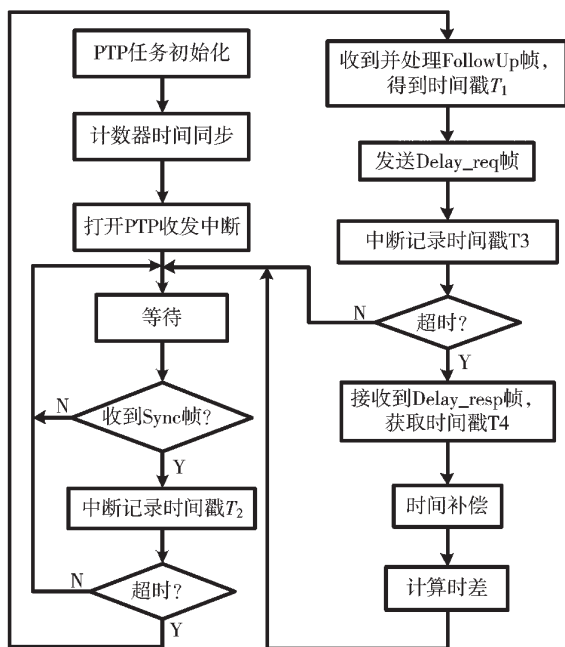 PTP任务初始化
计数器时间同步
打开PTP收发中断
等待
收到Sync帧?
N
Y
中断记录时间戳T₂
超时?
N
Y
收到并处理FollowUp帧,
得到时间戳T₁
发送Delay_req帧
中断记录时间戳T3
超时?
N
Y
接收到Delay_resp帧,
获取时间戳T4
时间补偿
计算时差